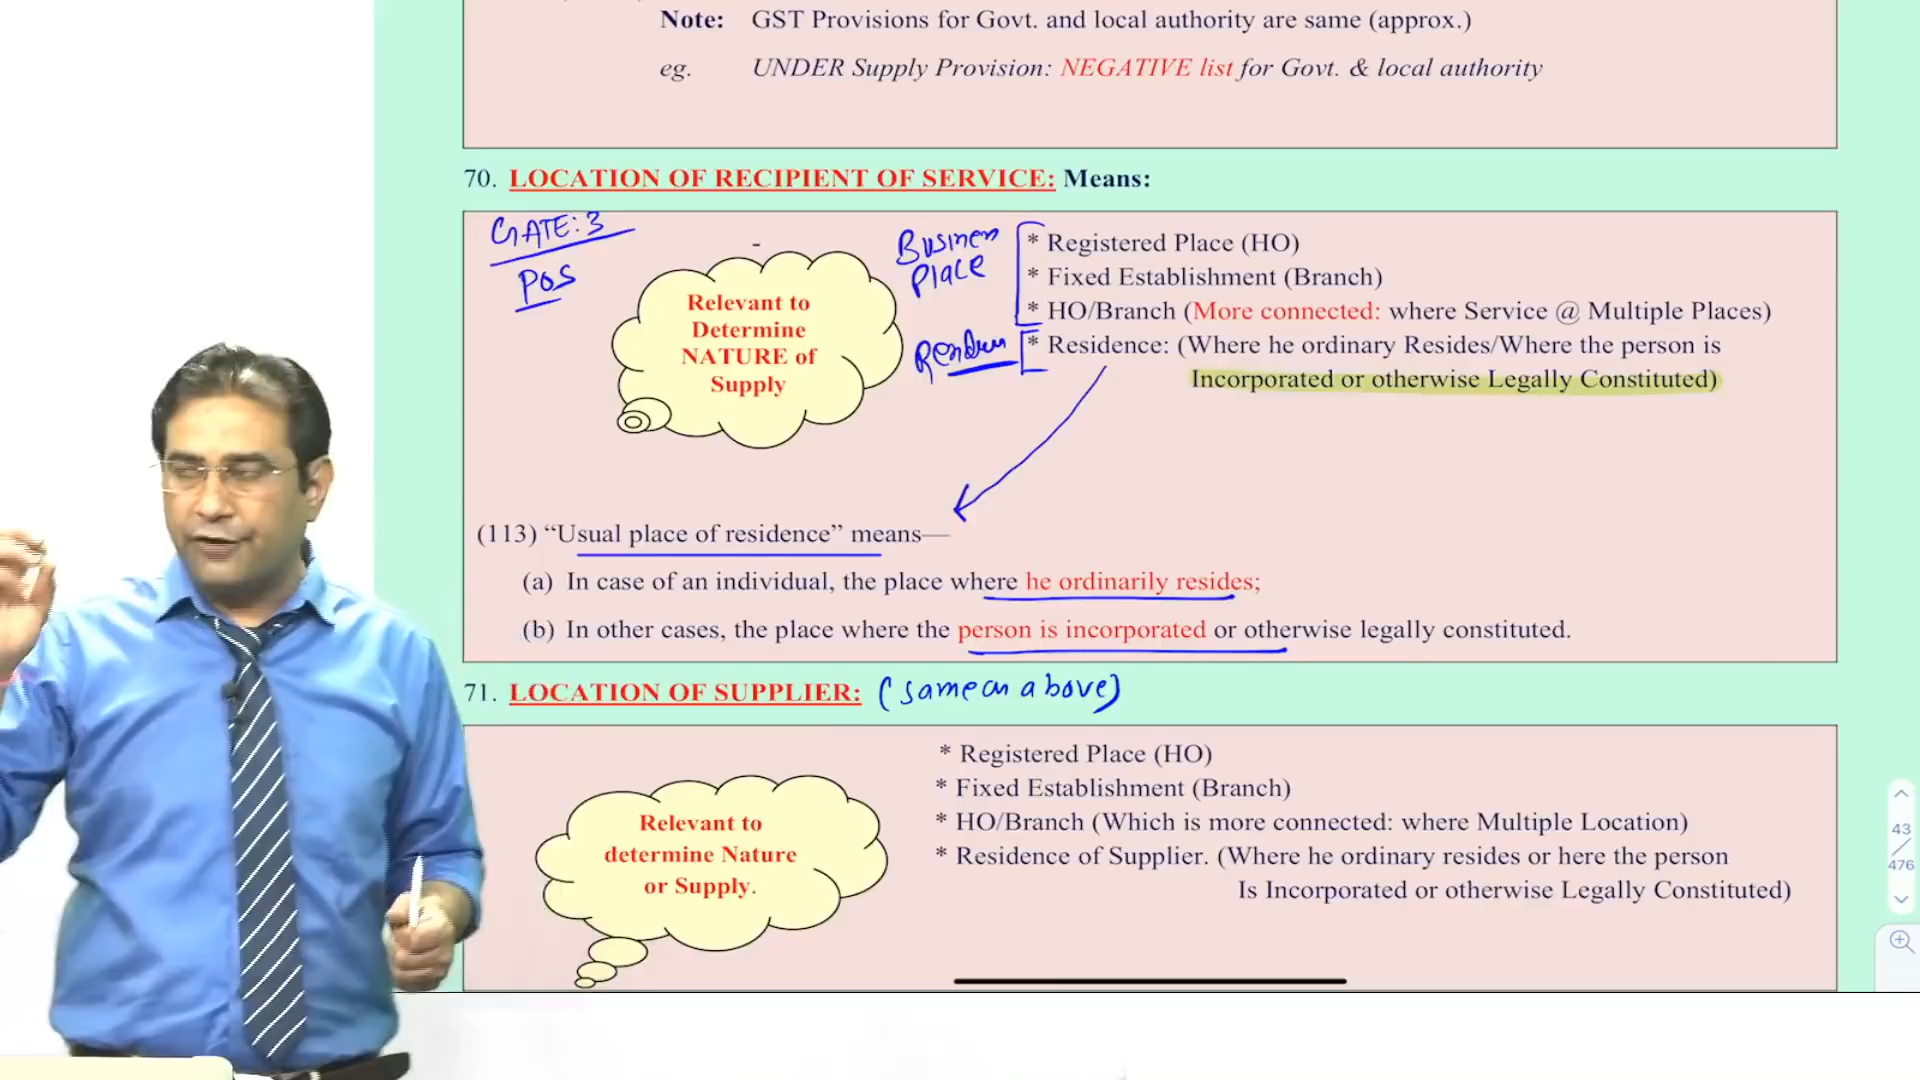 Note: GST Provisions for Govt. and local authority are same (approx.)
eg. UNDER Supply Provision: NEGATIVE list for Govt. & local authority
70. LOCATION OF RECIPIENT OF SERVICE: Means:
GATE: 3
POS
Relevant to
Determine
NATURE of
Supply
Business
Place
* Registered Place (HO)
* Fixed Establishment (Branch)
* HO/Branch (More connected: where Service @ Multiple Places)
* Residence: (Where he ordinary Resides/Where the person is
Incorporated or otherwise Legally Constituted)
(113) “Usual place of residence” means—
(a) In case of an individual, the place where he ordinarily resides;
(b) In other cases, the place where the person is incorporated or otherwise legally constituted.
71. LOCATION OF SUPPLIER: (same as above)
Relevant to
determine Nature
or Supply.
* Registered Place (HO)
* Fixed Establishment (Branch)
* HO/Branch (Which is more connected: where Multiple Location)
* Residence of Supplier. (Where he ordinary resides or here the person
Is Incorporated or otherwise Legally Constituted)
43
476